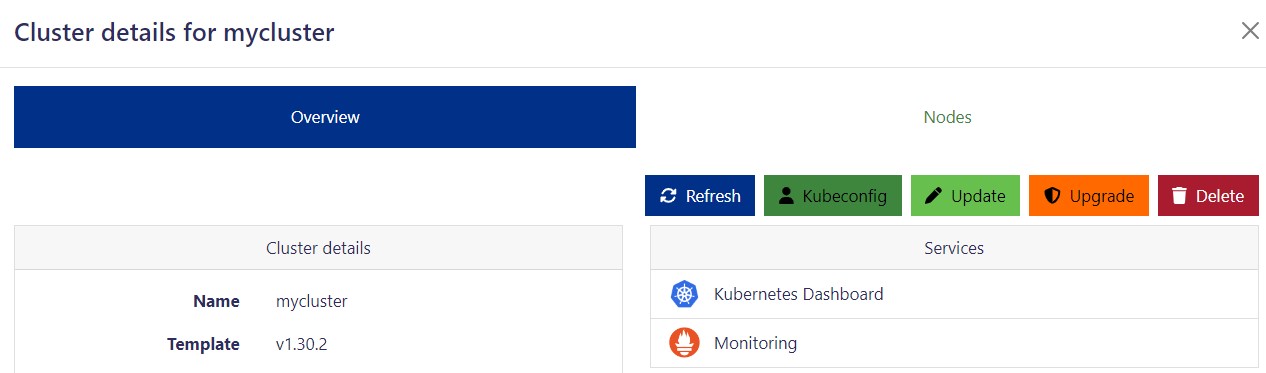 Cluster details for mycluster
Overview
Nodes
Refresh
Kubeconfig
Update
Upgrade
Delete
Cluster details
Services
Name mycluster
Kubernetes Dashboard
Template v1.30.2
Monitoring